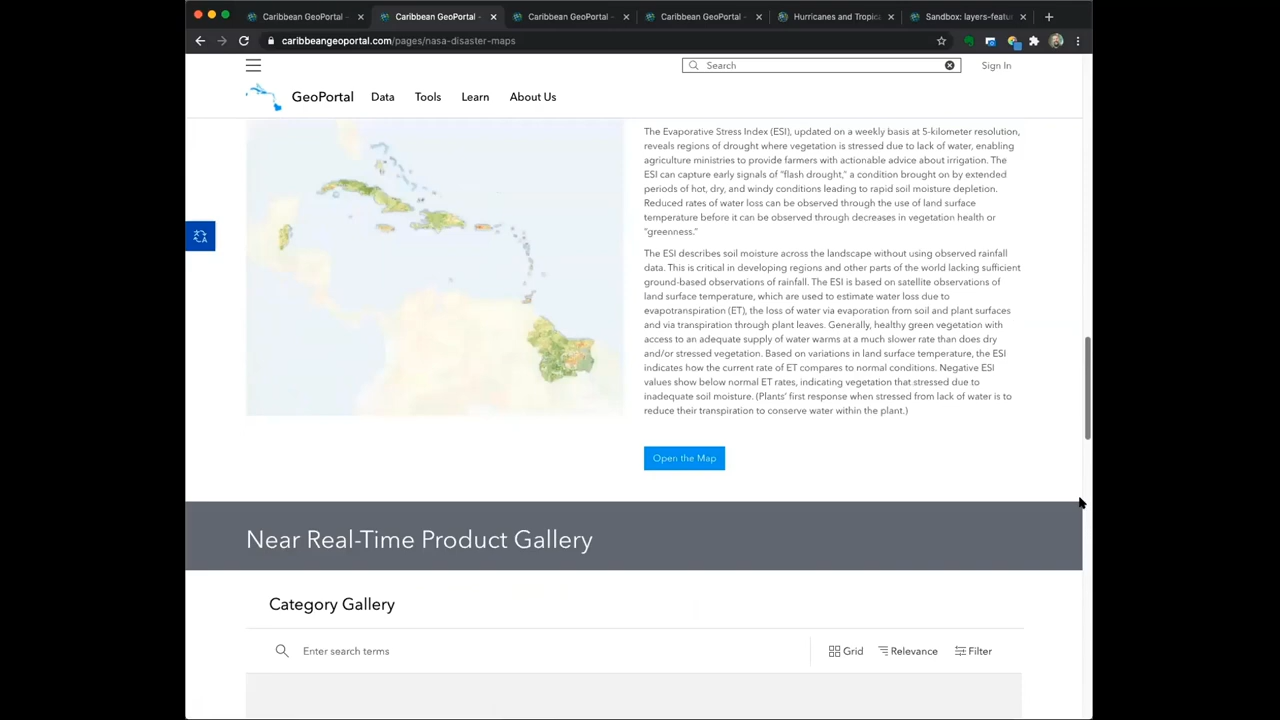 Caribbean GeoPortal -
Caribbean GeoPortal -
Caribbean GeoPortal -
Caribbean GeoPortal -
Hurricanes and Tropica
Sandbox: layers-featu
caribbeangeoportal.com/pages/nasa-disaster-maps
Search
Sign In
GeoPortal
Data
Tools
Learn
About Us
The Evaporative Stress Index (ESI), updated on a weekly basis at 5-kilometer resolution,
reveals regions of drought where vegetation is stressed due to lack of water, enabling
agriculture ministries to provide farmers with actionable advice about irrigation. The
ESI can capture early signals of "flash drought," a condition brought on by extended
periods of hot, dry, and windy conditions leading to rapid soil moisture depletion.
Reduced rates of water loss can be observed through the use of land surface
temperature before it can be observed through decreases in vegetation health or
"greenness."
The ESI describes soil moisture across the landscape without using observed rainfall
data. This is critical in developing regions and other parts of the world lacking sufficient
ground-based observations of rainfall. The ESI is based on satellite observations of
land surface temperature, which are used to estimate water loss due to
evapotranspiration (ET), the loss of water via evaporation from soil and plant surfaces
and via transpiration through plant leaves. Generally, healthy green vegetation with
access to an adequate supply of water warms at a much slower rate than does dry
and/or stressed vegetation. Based on variations in land surface temperature, the ESI
indicates how the current rate of ET compares to normal conditions. Negative ESI
values show below normal ET rates, indicating vegetation that stressed due to
inadequate soil moisture. (Plants' first response when stressed from lack of water is to
reduce their transpiration to conserve water within the plant.)
Open the Map
Near Real-Time Product Gallery
Category Gallery
Enter search terms
Grid
Relevance
Filter